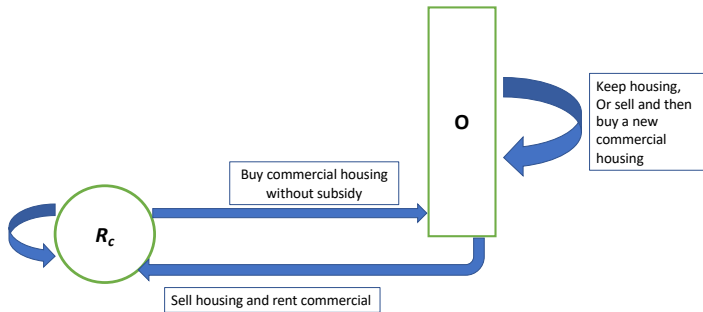 Keep housing,
Or sell and then
buy a new
commercial
housing
O
Buy commercial housing
without subsidy
Rc
Sell housing and rent commercial